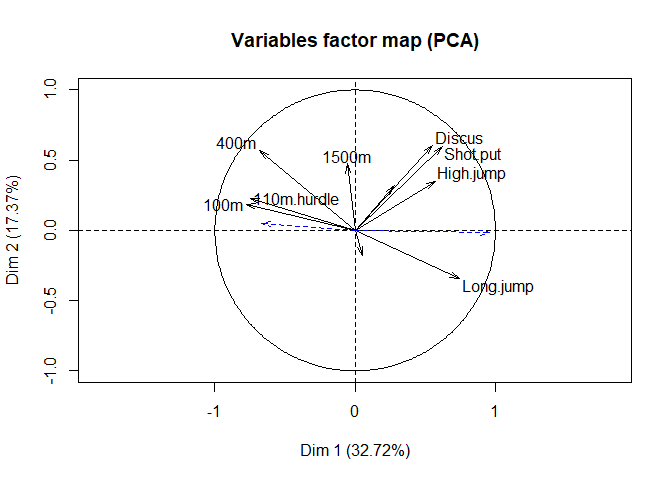 Variables factor map (PCA)
Dim 2 (17.37%)
1.0
0.5
0.0
-0.5
-1.0
Discus
400m
Shot.put
1500m
High.jump
110m.hurdle
100m
Long.jump
-1
0
1
Dim 1 (32.72%)